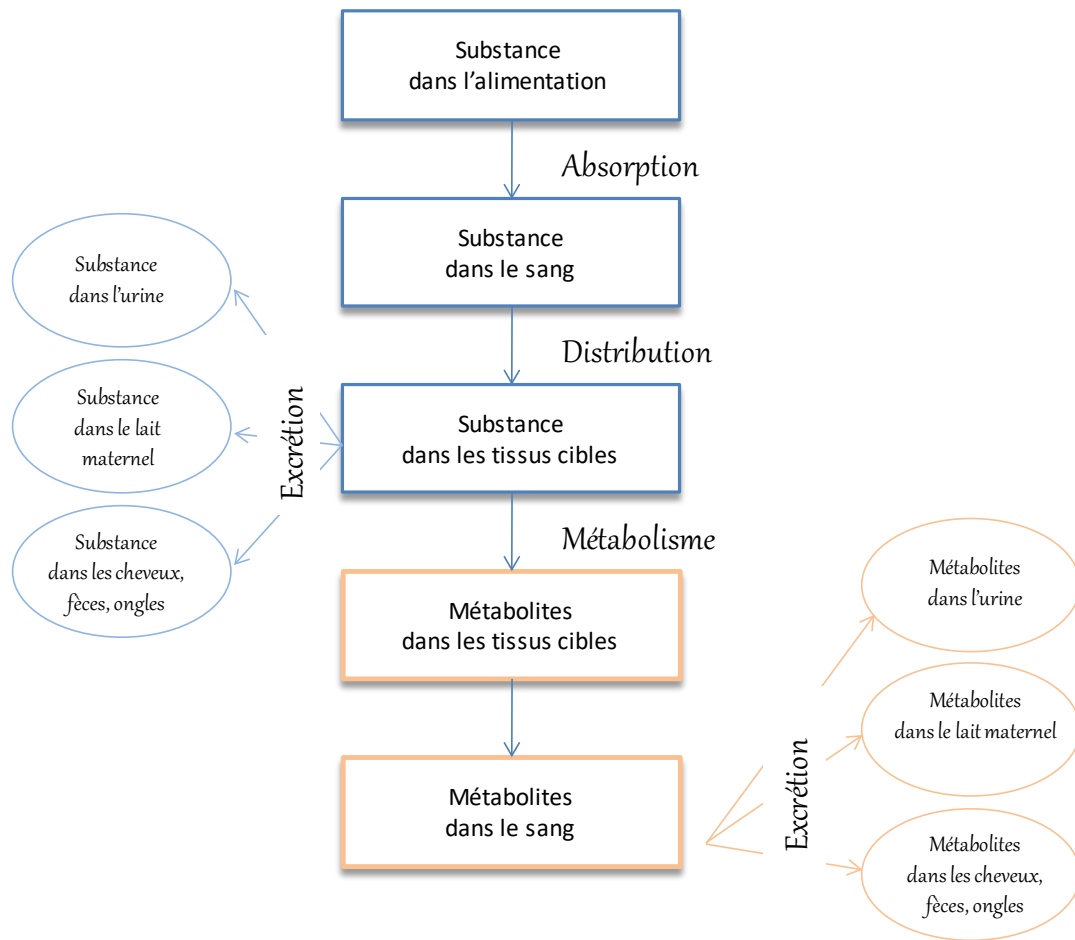 Substance
dans l'alimentation
Absorption
Substance
dans le sang
Substance
dans l'urine
Distribution
Substance
dans le lait
maternel
Excrétion
Substance
dans les tissus cibles
Substance
dans les cheveux,
fèces, ongles
Métabolisme
Métabolites
dans les tissus cibles
Métabolites
dans l'urine
Métabolites
dans le lait maternel
Métabolites
dans le sang
Excrétion
Métabolites
dans les cheveux,
fèces, ongles